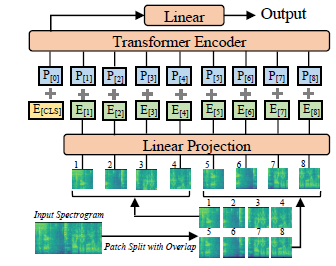 Linear
Output
Transformer Encoder
P[0] P[1] P[2] P[3] P[4] P[5] P[6] P[7] P[8]
E[CLS] E[1] E[2] E[3] E[4] E[5] E[6] E[7] E[8]
Linear Projection
1 2 3 4 5 6 7 8
Input Spectrogram
1 2 3 4
5 6 7 8
Patch Split with Overlap